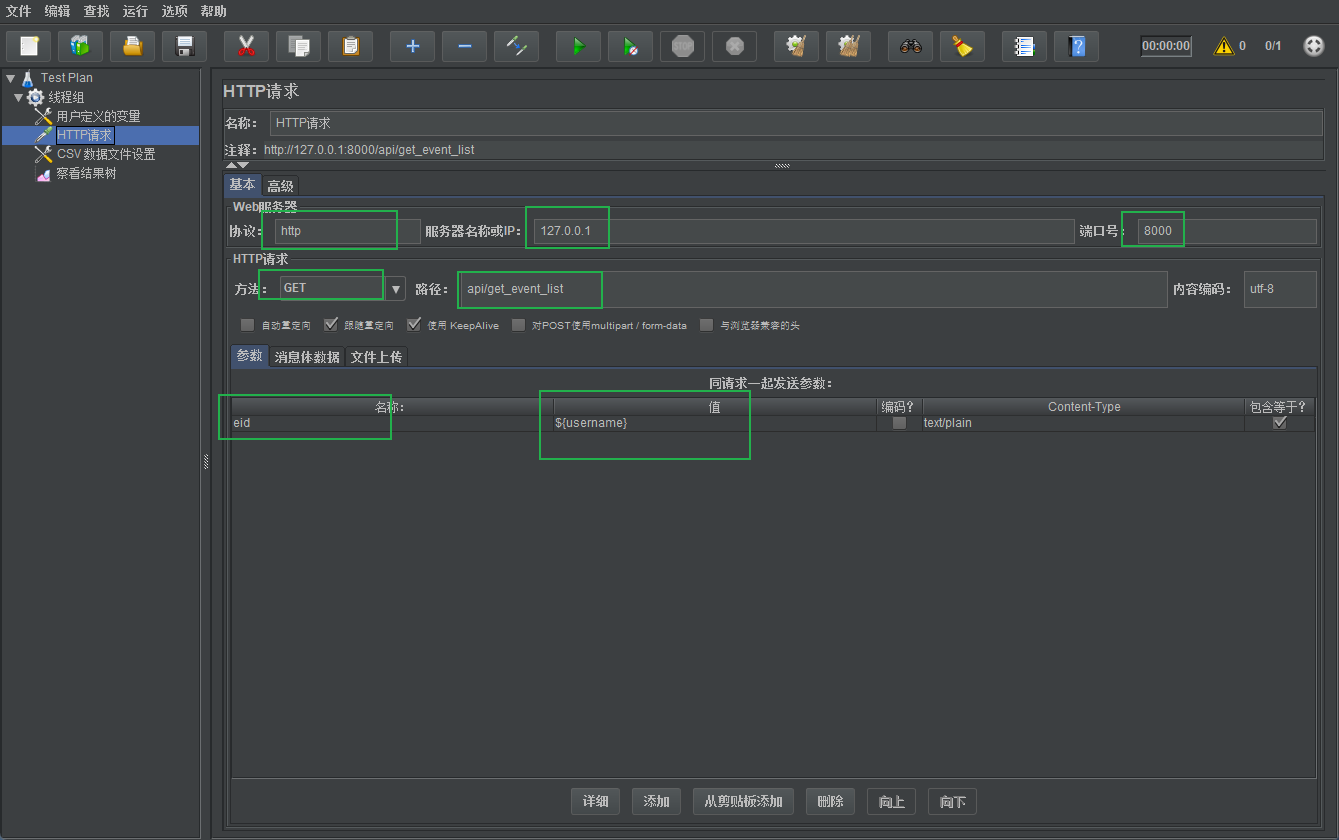 文件 编辑 查找 运行 选项 帮助
STOP
00:00:00 0 0/1
Test Plan
线程组
用户定义的变量
HTTP请求
CSV 数据文件设置
察看结果树
HTTP请求
名称： HTTP请求
注释： http://127.0.0.1:8000/api/get_event_list
基本 高级
Web服务器
协议： http 服务器名称或IP： 127.0.0.1 端口号： 8000
HTTP请求
方法： GET 路径： api/get_event_list 内容编码： utf-8
自动重定向 跟随重定向 使用 KeepAlive 对POST使用multipart / form-data 与浏览器兼容的头
参数 消息体数据 文件上传
同请求一起发送参数：
名称： 值 编码？ Content-Type 包含等于？
eid ${username} text/plain
详细 添加 从剪贴板添加 删除 向上 向下